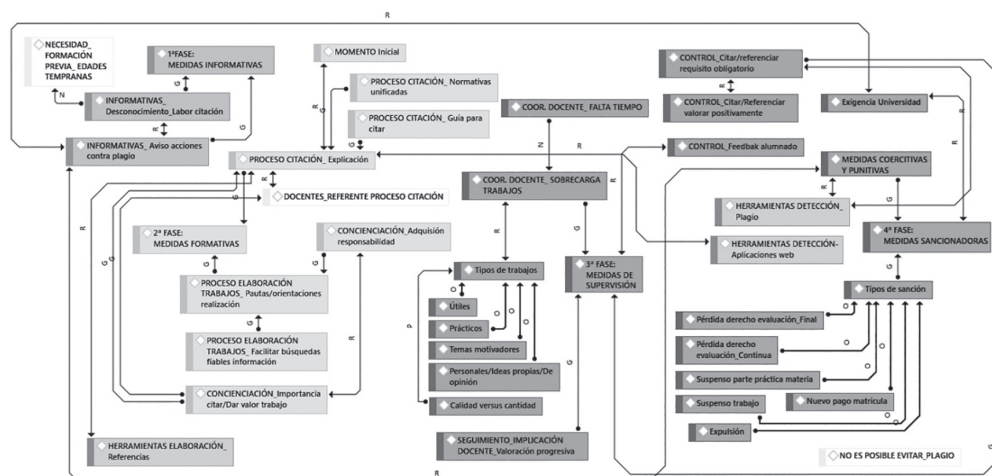 R
NECESIDAD_
FORMACIÓN
PREVIA_ EDADES
TEMPRANAS
1ªFASE:
MEDIDAS INFORMATIVAS
G
N
INFORMATIVAS_
Desconocimiento_Labor citación
R
G
INFORMATIVAS_ Aviso acciones
contra plagio
MOMENTO Inicial
R
G
PROCESO CITACIÓN_ Normativas
unificadas
PROCESO CITACIÓN_ Guía para
citar
G
PROCESO CITACIÓN_ Explicación
R
DOCENTES_REFERENTE PROCESO CITACIÓN
R
G
G
G
2ª FASE:
MEDIDAS FORMATIVAS
G
CONCIENCIACIÓN_Adquisión
responsabilidad
G
PROCESO ELABORACIÓN
TRABAJOS_ Pautas/orientaciones
realización
G
PROCESO ELABORACIÓN
TRABAJOS_ Facilitar búsquedas
fiables información
R
CONCIENCIACIÓN_Importancia
citar/Dar valor trabajo
HERRAMIENTAS ELABORACIÓN_
Referencias
COOR. DOCENTE_ FALTA TIEMPO
N
R
COOR. DOCENTE_ SOBRECARGA
TRABAJOS
R
G
R
Tipos de trabajos
3ª FASE:
MEDIDAS DE
SUPERVISIÓN
P
O
Útiles
O
Prácticos
O
Temas motivadores
O
Personales/Ideas propias/De
opinión
Calidad versus cantidad
G
SEGUIMIENTO_IMPLICACIÓN
DOCENTE_Valoración progresiva
CONTROL_Citar/referenciar
requisito obligatorio
R
CONTROL_Citar/Referenciar
valorar positivamente
Exigencia Universidad
R
CONTROL_Feedbak alumnado
MEDIDAS COERCITIVAS
Y PUNITIVAS
R
R
G
R
HERRAMIENTAS DETECCIÓN_
Plagio
HERRAMIENTAS DETECCIÓN-
Aplicaciones web
4ª FASE:
MEDIDAS SANCIONADORAS
G
Tipos de sanción
Pérdida derecho evaluación_Final
O
Pérdida derecho
evaluación_Continua
O
Suspenso parte práctica materia
O
Suspenso trabajo
O
Nuevo pago matrícula
O
Expulsión
O
NO ES POSIBLE EVITAR_PLAGIO
R
G